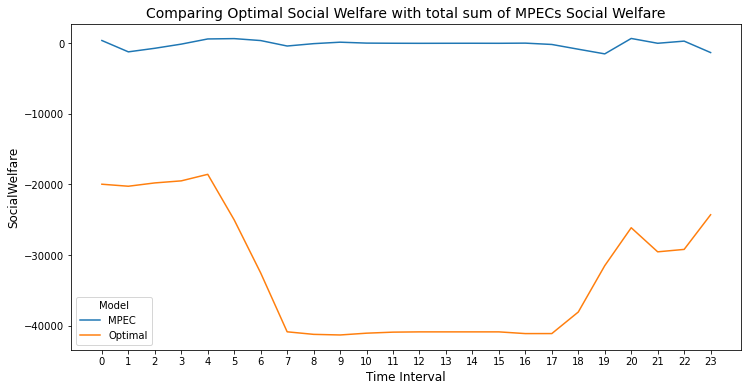 Comparing Optimal Social Welfare with total sum of MPECs Social Welfare
0
−10000
−20000
−30000
−40000
SocialWelfare
Model
MPEC
Optimal
0 1 2 3 4 5 6 7 8 9 10 11 12 13 14 15 16 17 18 19 20 21 22 23
Time Interval